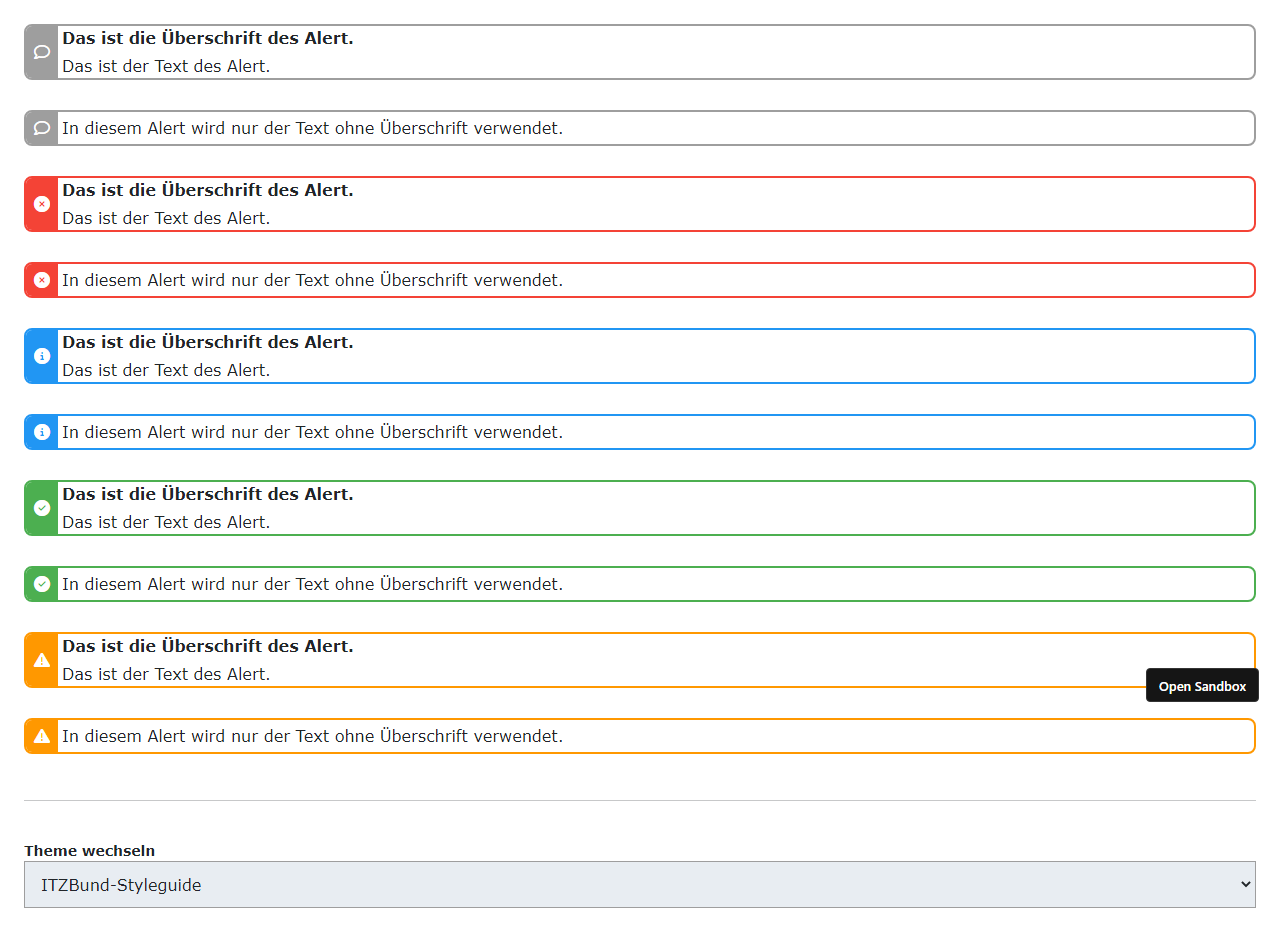 Das ist die Überschrift des Alert.
Das ist der Text des Alert.
In diesem Alert wird nur der Text ohne Überschrift verwendet.
Das ist die Überschrift des Alert.
Das ist der Text des Alert.
In diesem Alert wird nur der Text ohne Überschrift verwendet.
Das ist die Überschrift des Alert.
Das ist der Text des Alert.
In diesem Alert wird nur der Text ohne Überschrift verwendet.
Das ist die Überschrift des Alert.
Das ist der Text des Alert.
In diesem Alert wird nur der Text ohne Überschrift verwendet.
Das ist die Überschrift des Alert.
Das ist der Text des Alert.
Open Sandbox
In diesem Alert wird nur der Text ohne Überschrift verwendet.
Theme wechseln
ITZBund-Styleguide